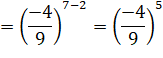 = (-4/9)^{7-2} = (-4/9)^5